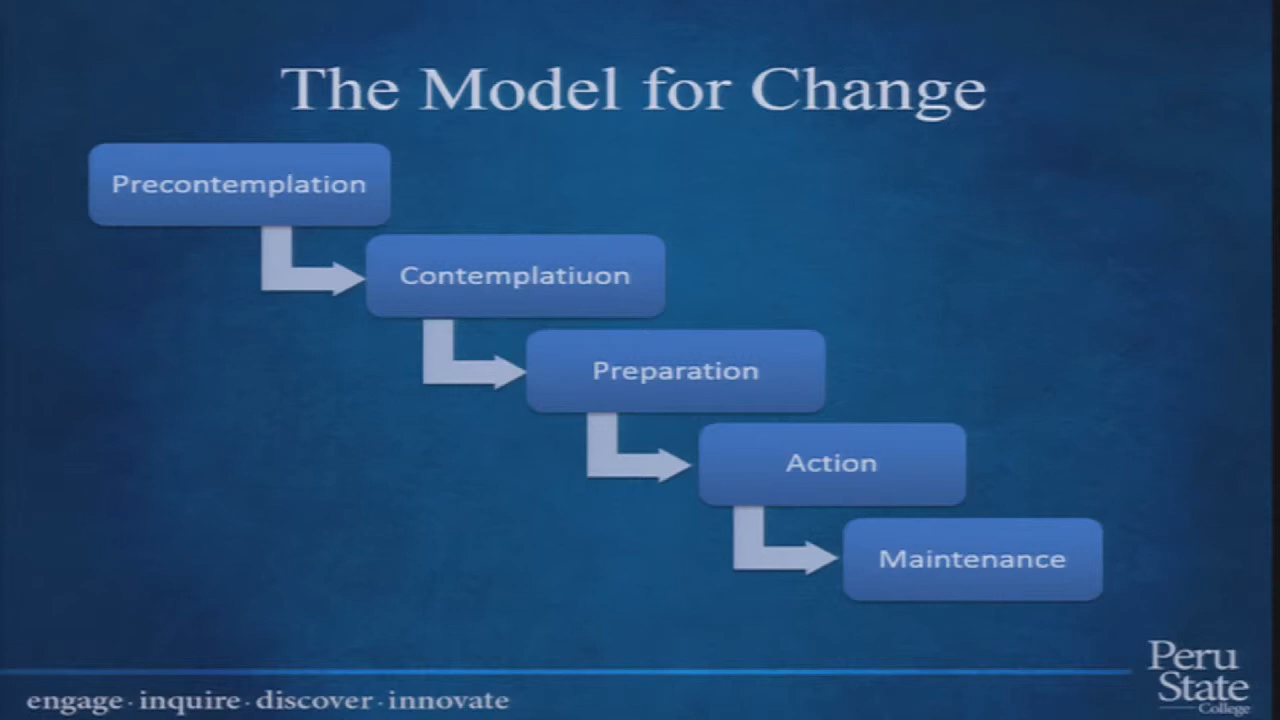 The Model for Change
Precontemplation
Contemplatiuon
Preparation
Action
Maintenance
engage · inquire · discover · innovate
Peru
State
College